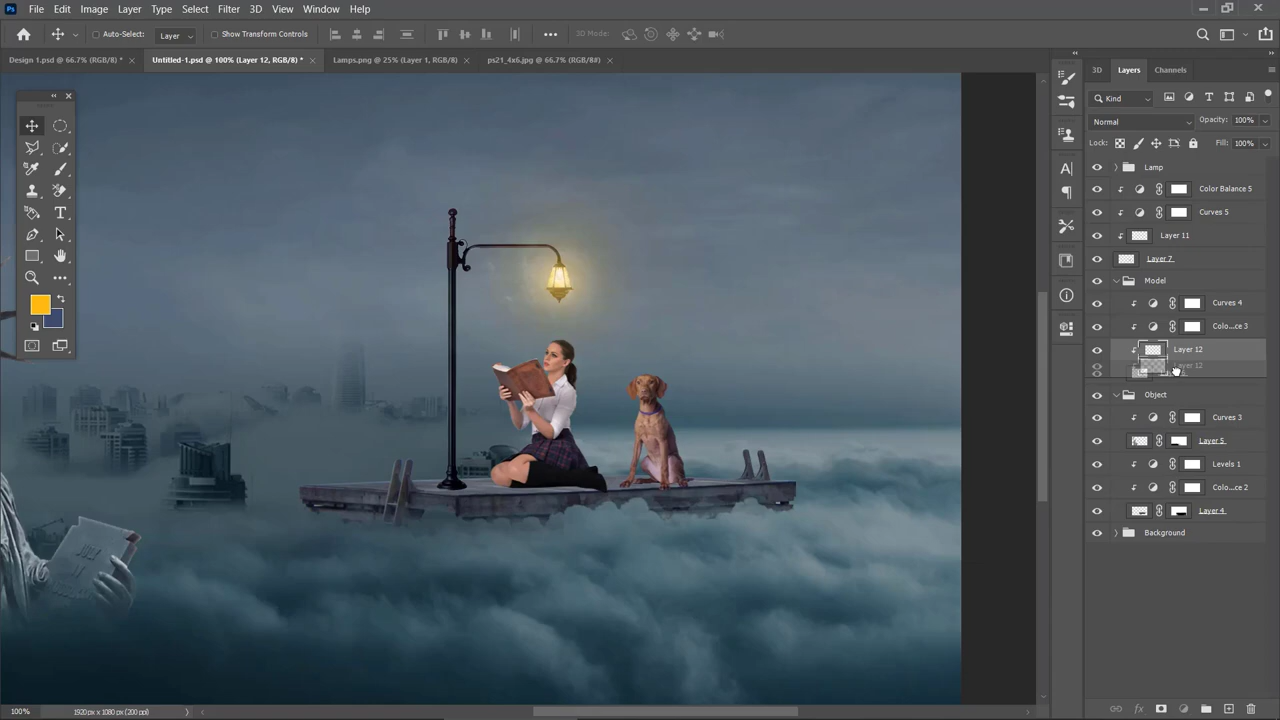 Ps File Edit Image Layer Type Select Filter 3D View Window Help
Auto-Select: Layer Show Transform Controls 3D Mode:
Design 1.psd @ 66.7% (RGB/8) * Untitled-1.psd @ 100% (Layer 12, RGB/8) * Lamps.png @ 25% (Layer 1, RGB/8) ps21_4x6.jpg @ 66.7% (RGB/8#)
3D Layers Channels
Kind
Normal Opacity: 100%
Lock: Fill: 100%
Lamp
Color Balance 5
Curves 5
Layer 11
Layer 7
Model
Curves 4
Colo...ce 3
Layer 12
Layer 12
Object
Curves 3
Layer 5
Levels 1
Colo...ce 2
Layer 4
Background
100% 1920 px x 1080 px (200 ppi)